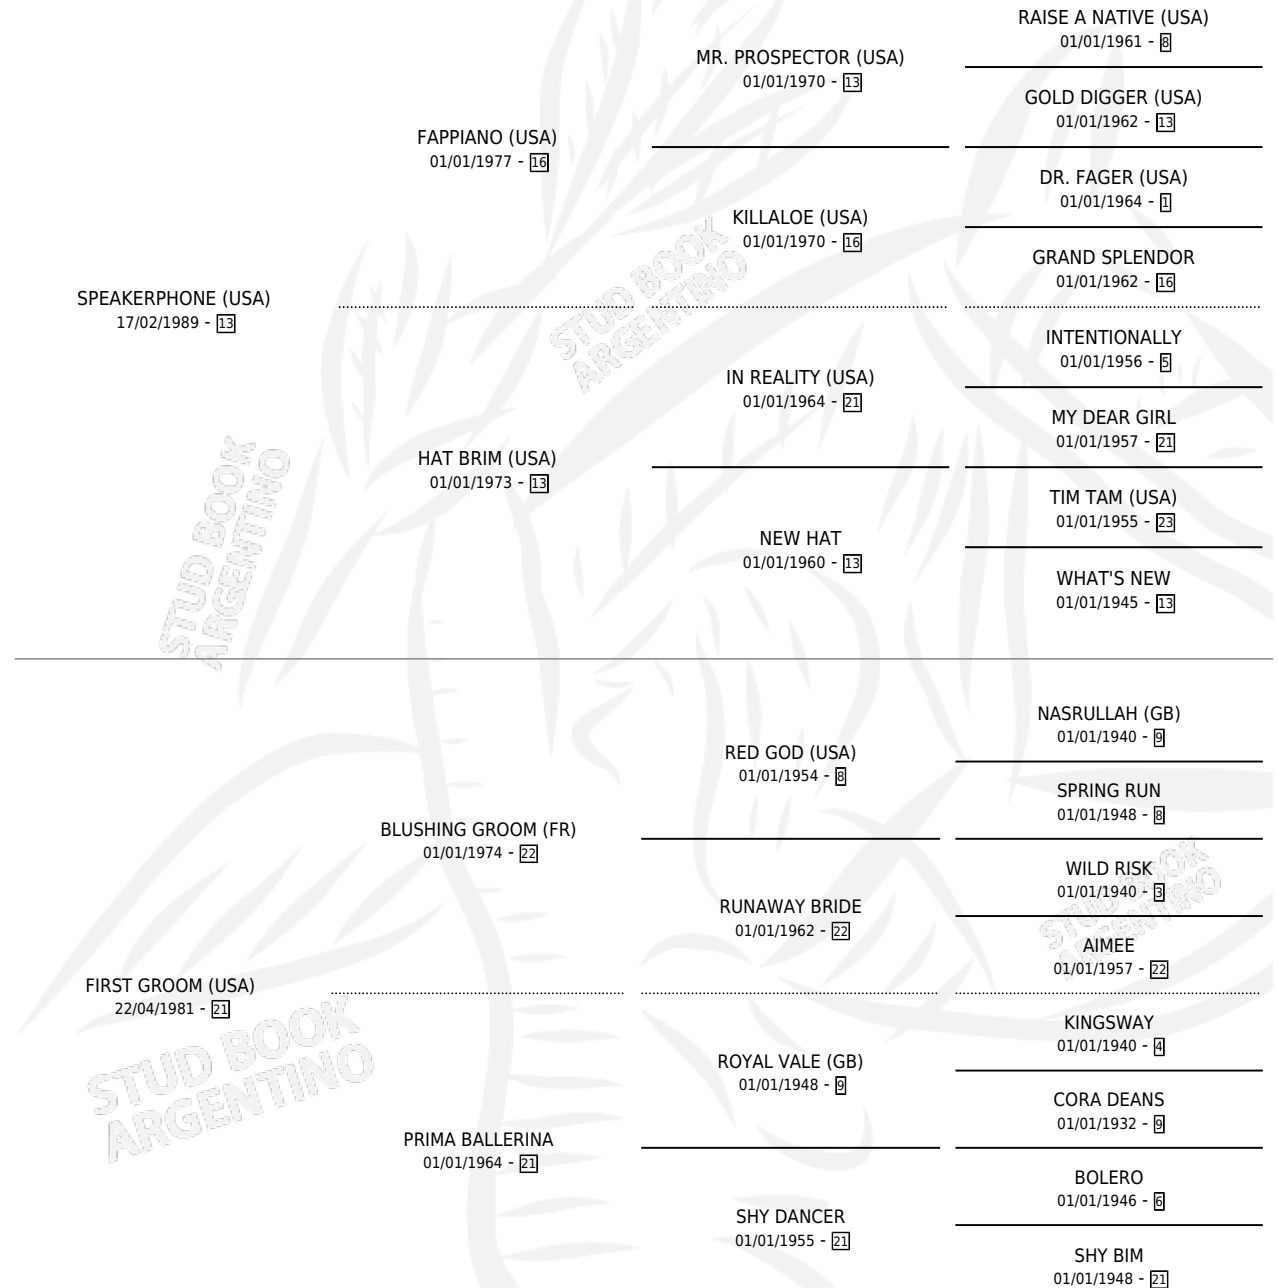 RAISE A NATIVE (USA)
01/01/1961 - 8
MR. PROSPECTOR (USA)
01/01/1970 - 13
GOLD DIGGER (USA)
01/01/1962 - 13
FAPPIANO (USA)
01/01/1977 - 16
DR. FAGER (USA)
01/01/1964 - 1
KILLALOE (USA)
01/01/1970 - 16
GRAND SPLENDOR
01/01/1962 - 16
SPEAKERPHONE (USA)
17/02/1989 - 13
INTENTIONALLY
01/01/1956 - 5
IN REALITY (USA)
01/01/1964 - 21
MY DEAR GIRL
01/01/1957 - 21
HAT BRIM (USA)
01/01/1973 - 13
TIM TAM (USA)
01/01/1955 - 23
NEW HAT
01/01/1960 - 13
WHAT'S NEW
01/01/1945 - 13
NASRULLAH (GB)
01/01/1940 - 9
RED GOD (USA)
01/01/1954 - 8
SPRING RUN
01/01/1948 - 8
BLUSHING GROOM (FR)
01/01/1974 - 22
WILD RISK
01/01/1940 - 3
RUNAWAY BRIDE
01/01/1962 - 22
AIMEE
01/01/1957 - 22
FIRST GROOM (USA)
22/04/1981 - 21
KINGSWAY
01/01/1940 - 4
ROYAL VALE (GB)
01/01/1948 - 9
CORA DEANS
01/01/1932 - 9
PRIMA BALLERINA
01/01/1964 - 21
BOLERO
01/01/1946 - 6
SHY DANCER
01/01/1955 - 21
SHY BIM
01/01/1948 - 21
STUD BOOK
ARGENTINO
STUD BOOK
ARGENTINO
STUD BOOK
ARGENTINO
STUD BOOK
ARGENTINO